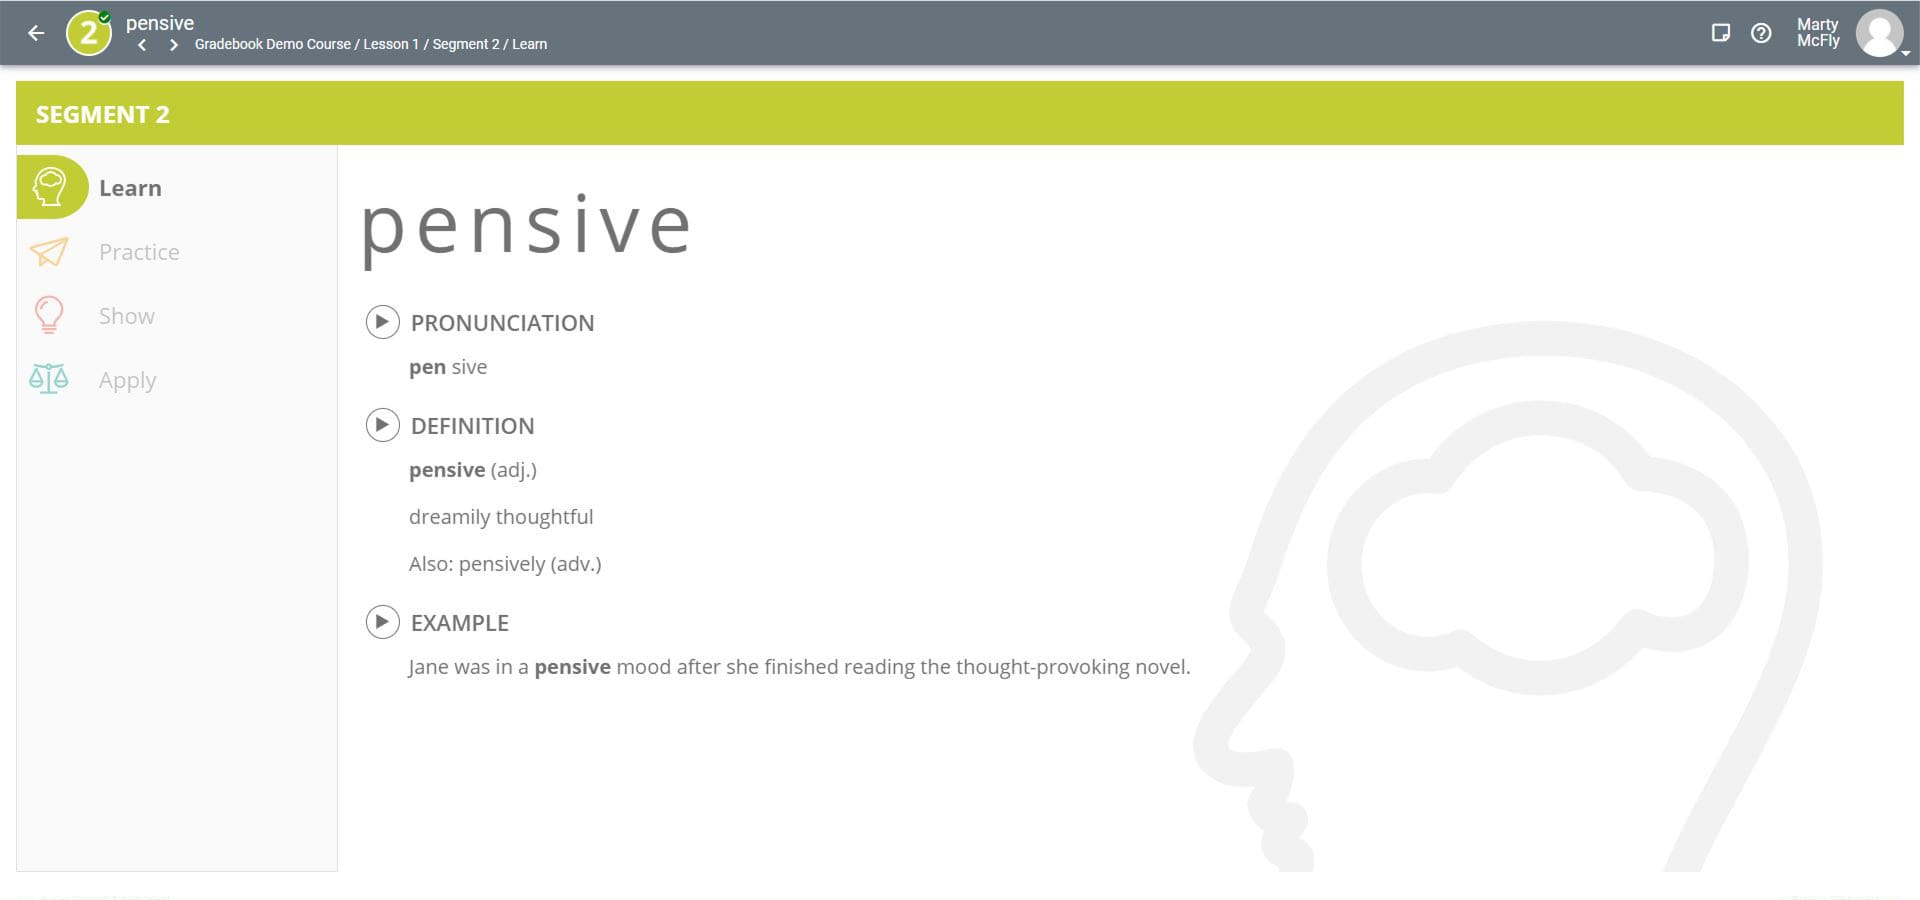 2
pensive
Gradebook Demo Course / Lesson 1 / Segment 2 / Learn
Marty
McFly
SEGMENT 2
Learn
Practice
Show
Apply
pensive
PRONUNCIATION
pen sive
DEFINITION
pensive (adj.)
dreamily thoughtful
Also: pensively (adv.)
EXAMPLE
Jane was in a pensive mood after she finished reading the thought-provoking novel.